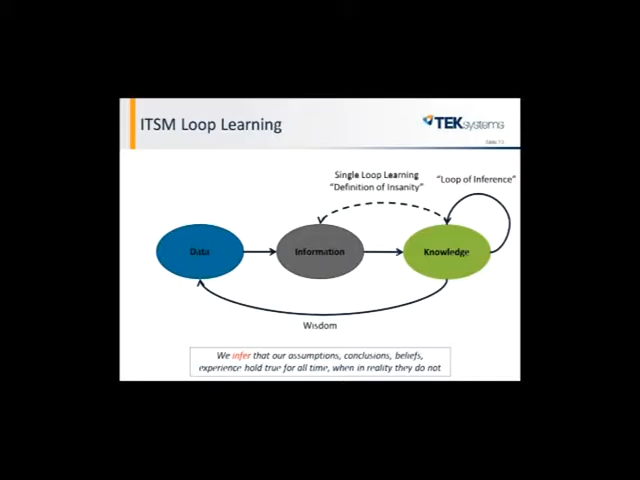 ITSM Loop Learning
TEKsystems
Single Loop Learning
"Definition of Insanity"
"Loop of Inference"
Data
Information
Knowledge
Wisdom
We infer that our assumptions, conclusions, beliefs,
experience hold true for all time, when in reality they do not